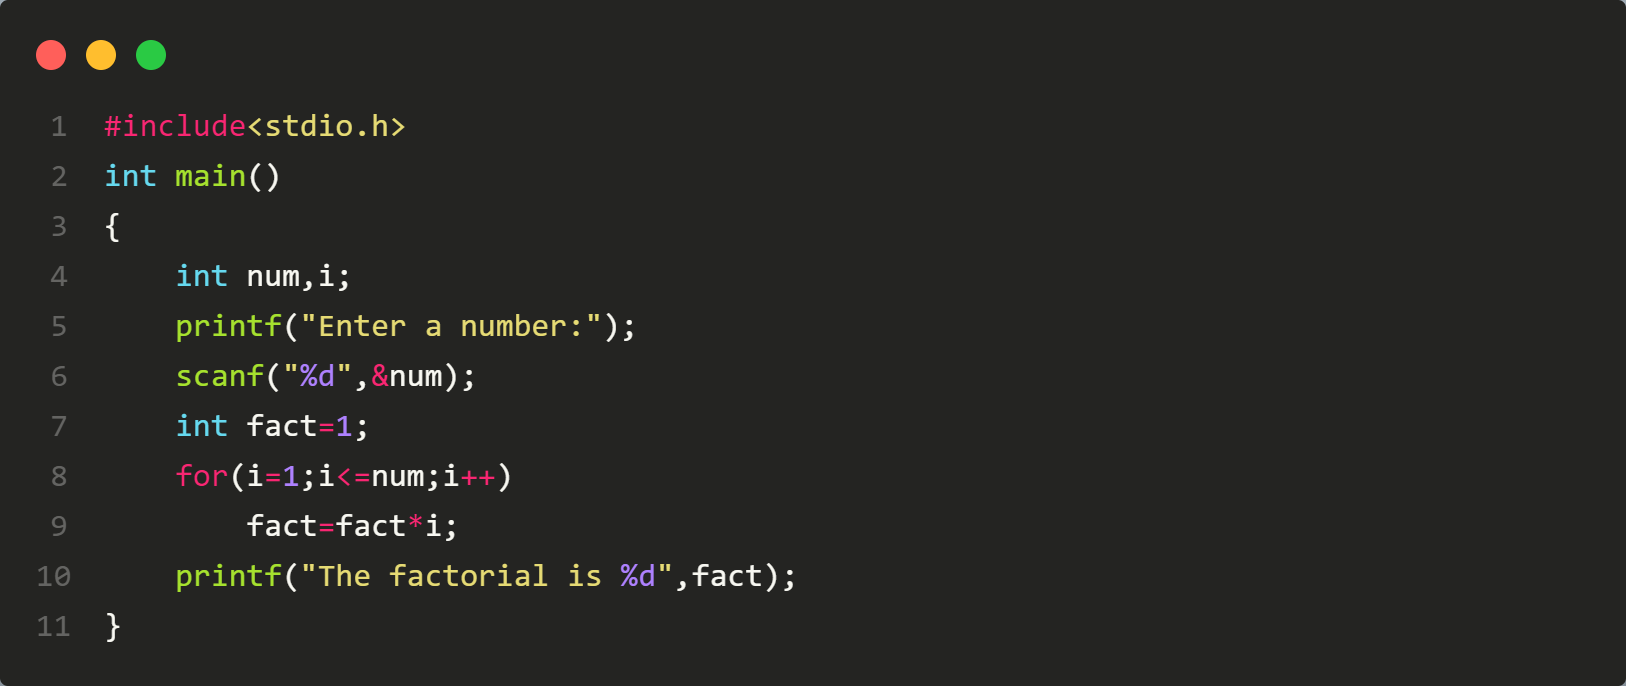 1 #include<stdio.h>
2 int main()
3 {
4     int num,i;
5     printf("Enter a number:");
6     scanf("%d",&num);
7     int fact=1;
8     for(i=1;i<=num;i++)
9         fact=fact*i;
10     printf("The factorial is %d",fact);
11 }